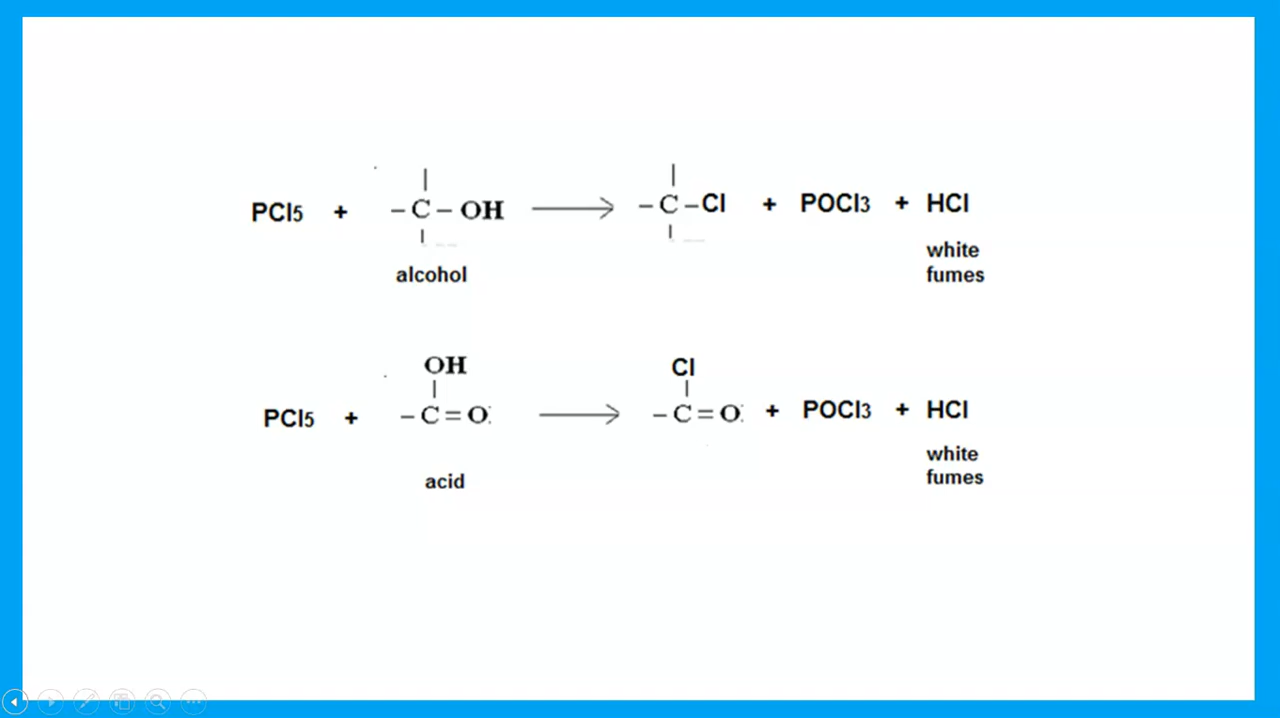 PCl5 + – C – OH ⟶ – C – Cl + POCl3 + HCl
white
fumes
alcohol
OH Cl
PCl5 + – C = O ⟶ – C = O + POCl3 + HCl
white
fumes
acid